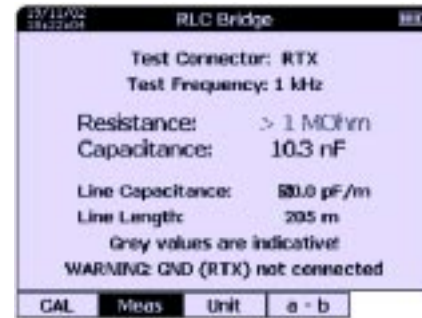 RLC Bridge
Test Connector: RTX
Test Frequency: 1 kHz
Resistance: > 1 MOhm
Capacitance: 10.3 nF
Line Capacitance: pF/m
Line Length: 205 m
Grey values are indicative!
WARNING: GND (RTX) not connected
CAL Meas Unit a - b